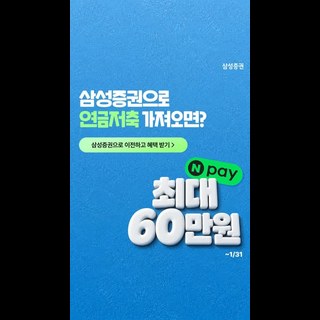 삼성증권
삼성증권으로
연금저축 가져오면?
삼성증권으로 이전하고 혜택 받기 >
N pay
최대
60만원
~1/31